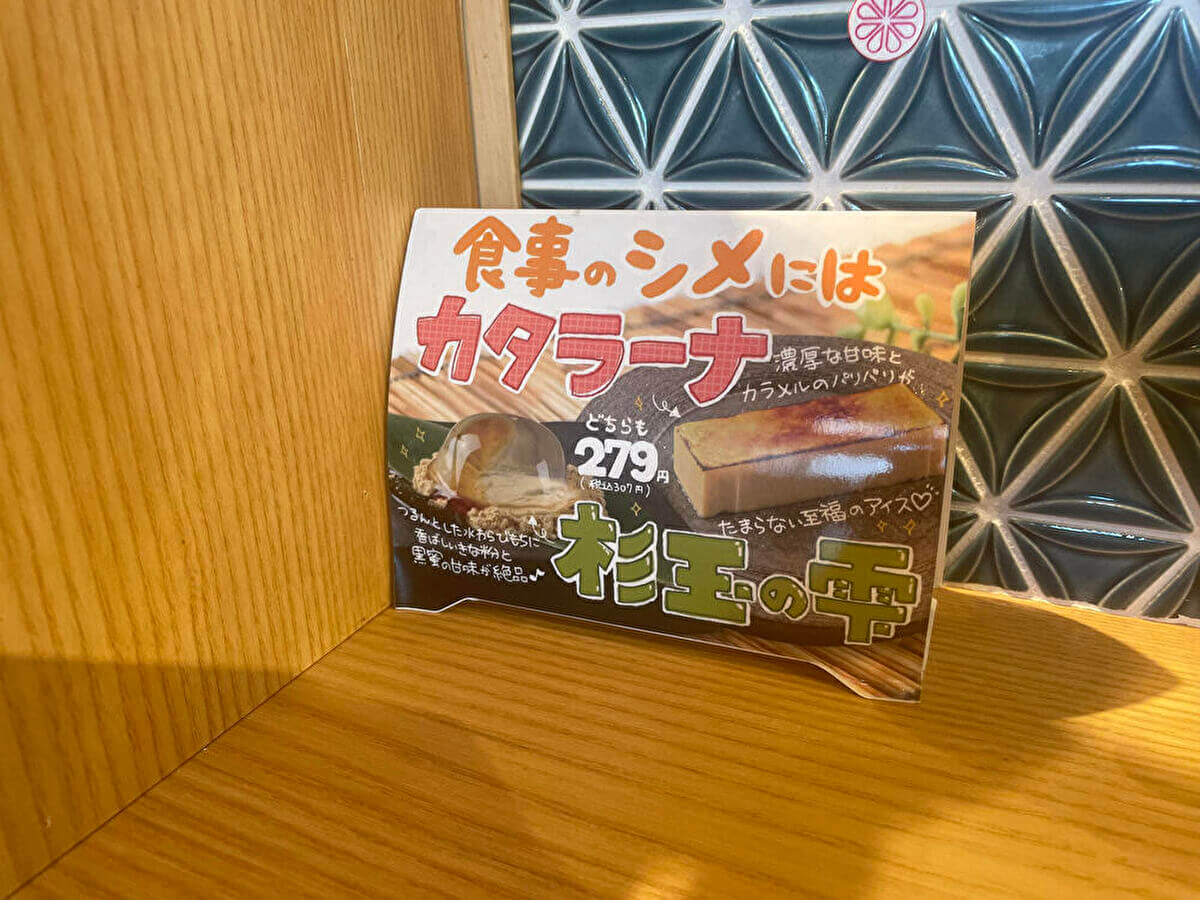 食事のシメには
カタラーナ
濃厚な甘味と
カラメルのパリパリが
どちらも
279円
(税込307円)
たまらない至福のアイス♡
つるんとした水わらびもちに
香ばしいきな粉と
黒蜜の甘味が絶品♪
杉玉の雫